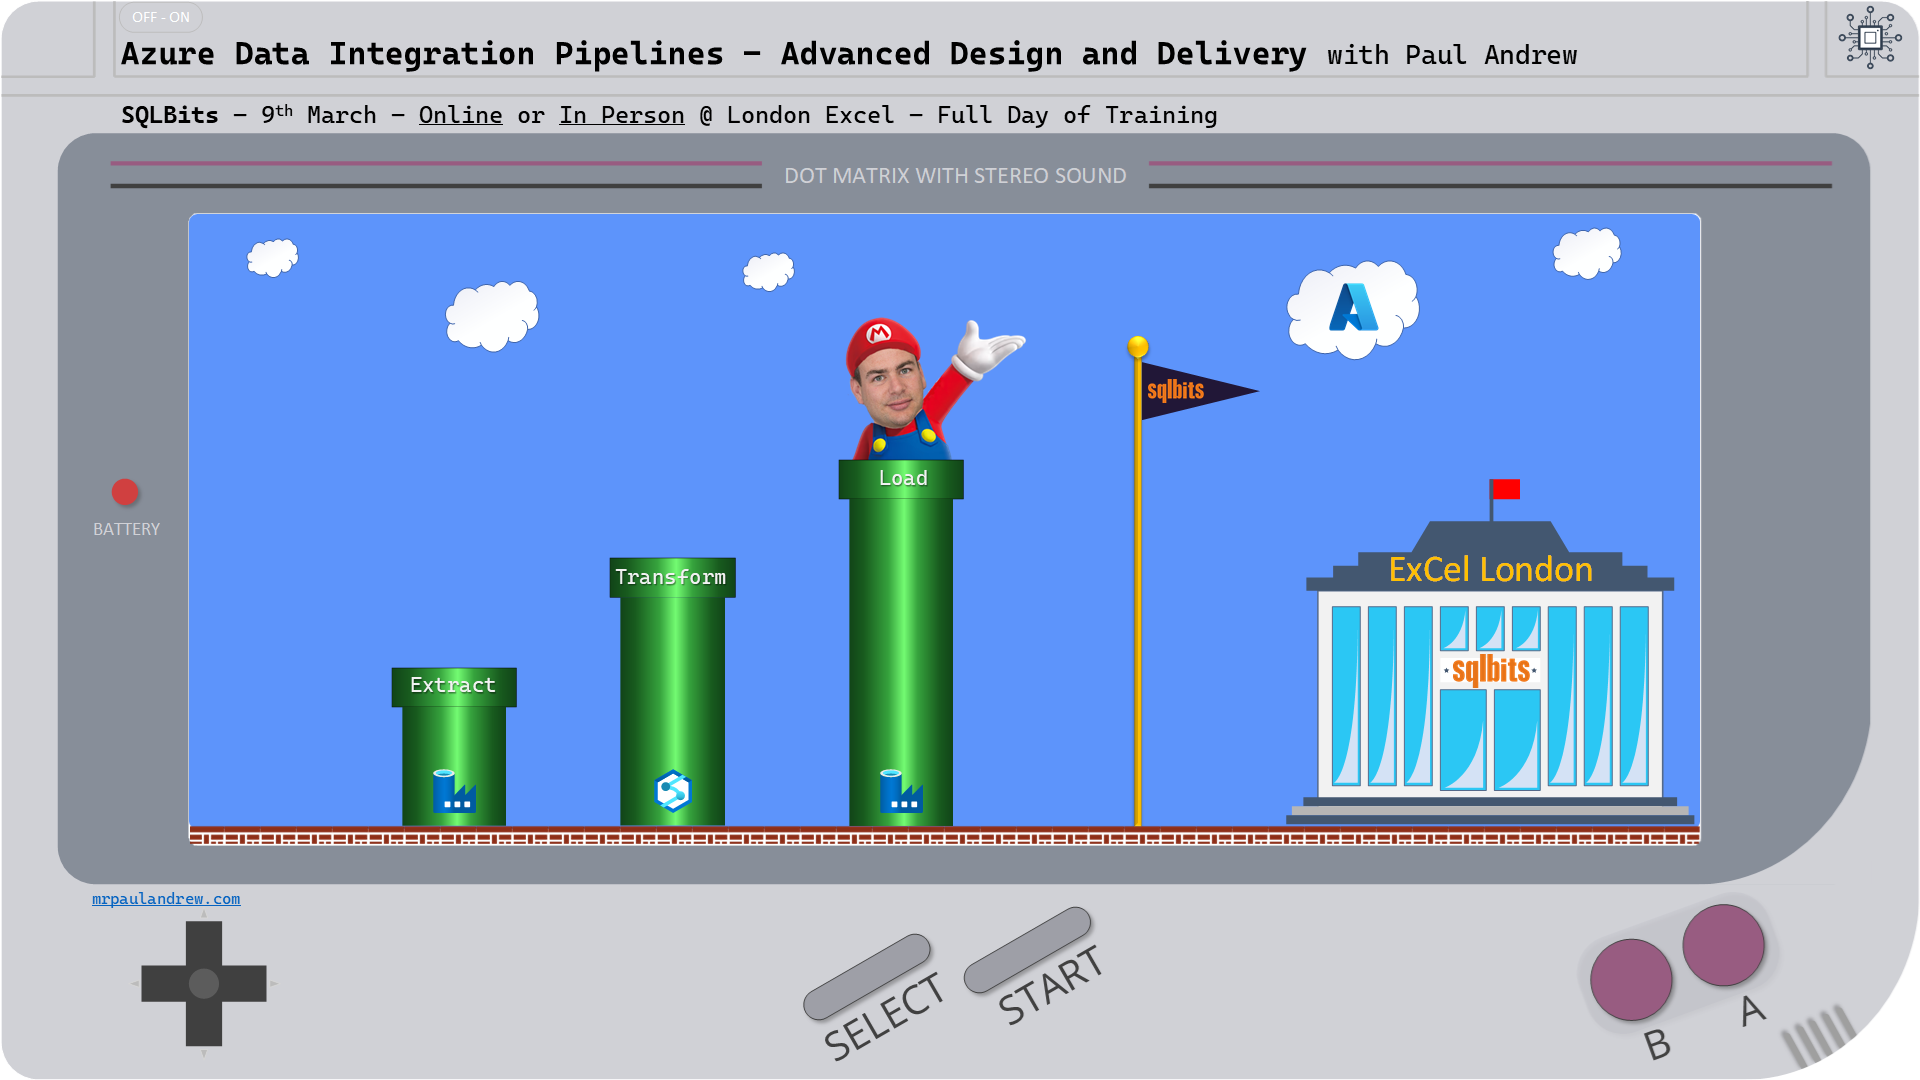 OFF - ON
Azure Data Integration Pipelines – Advanced Design and Delivery with Paul Andrew
SQLBits – 9th March – Online or In Person @ London Excel – Full Day of Training
DOT MATRIX WITH STEREO SOUND
M
sqlbits
Load
BATTERY
ExCel London
Transform
sqlbits
Extract
mrpaulandrew.com
SELECT
START
B
A